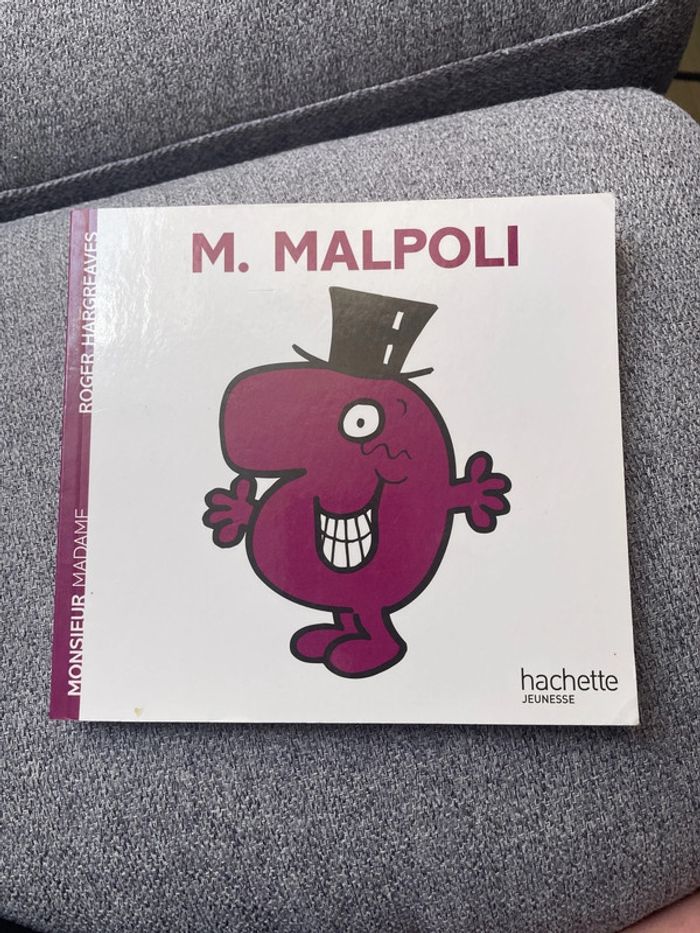 M. MALPOLI
ROGER HARGREAVES
MONSIEUR MADAME
hachette
JEUNESSE